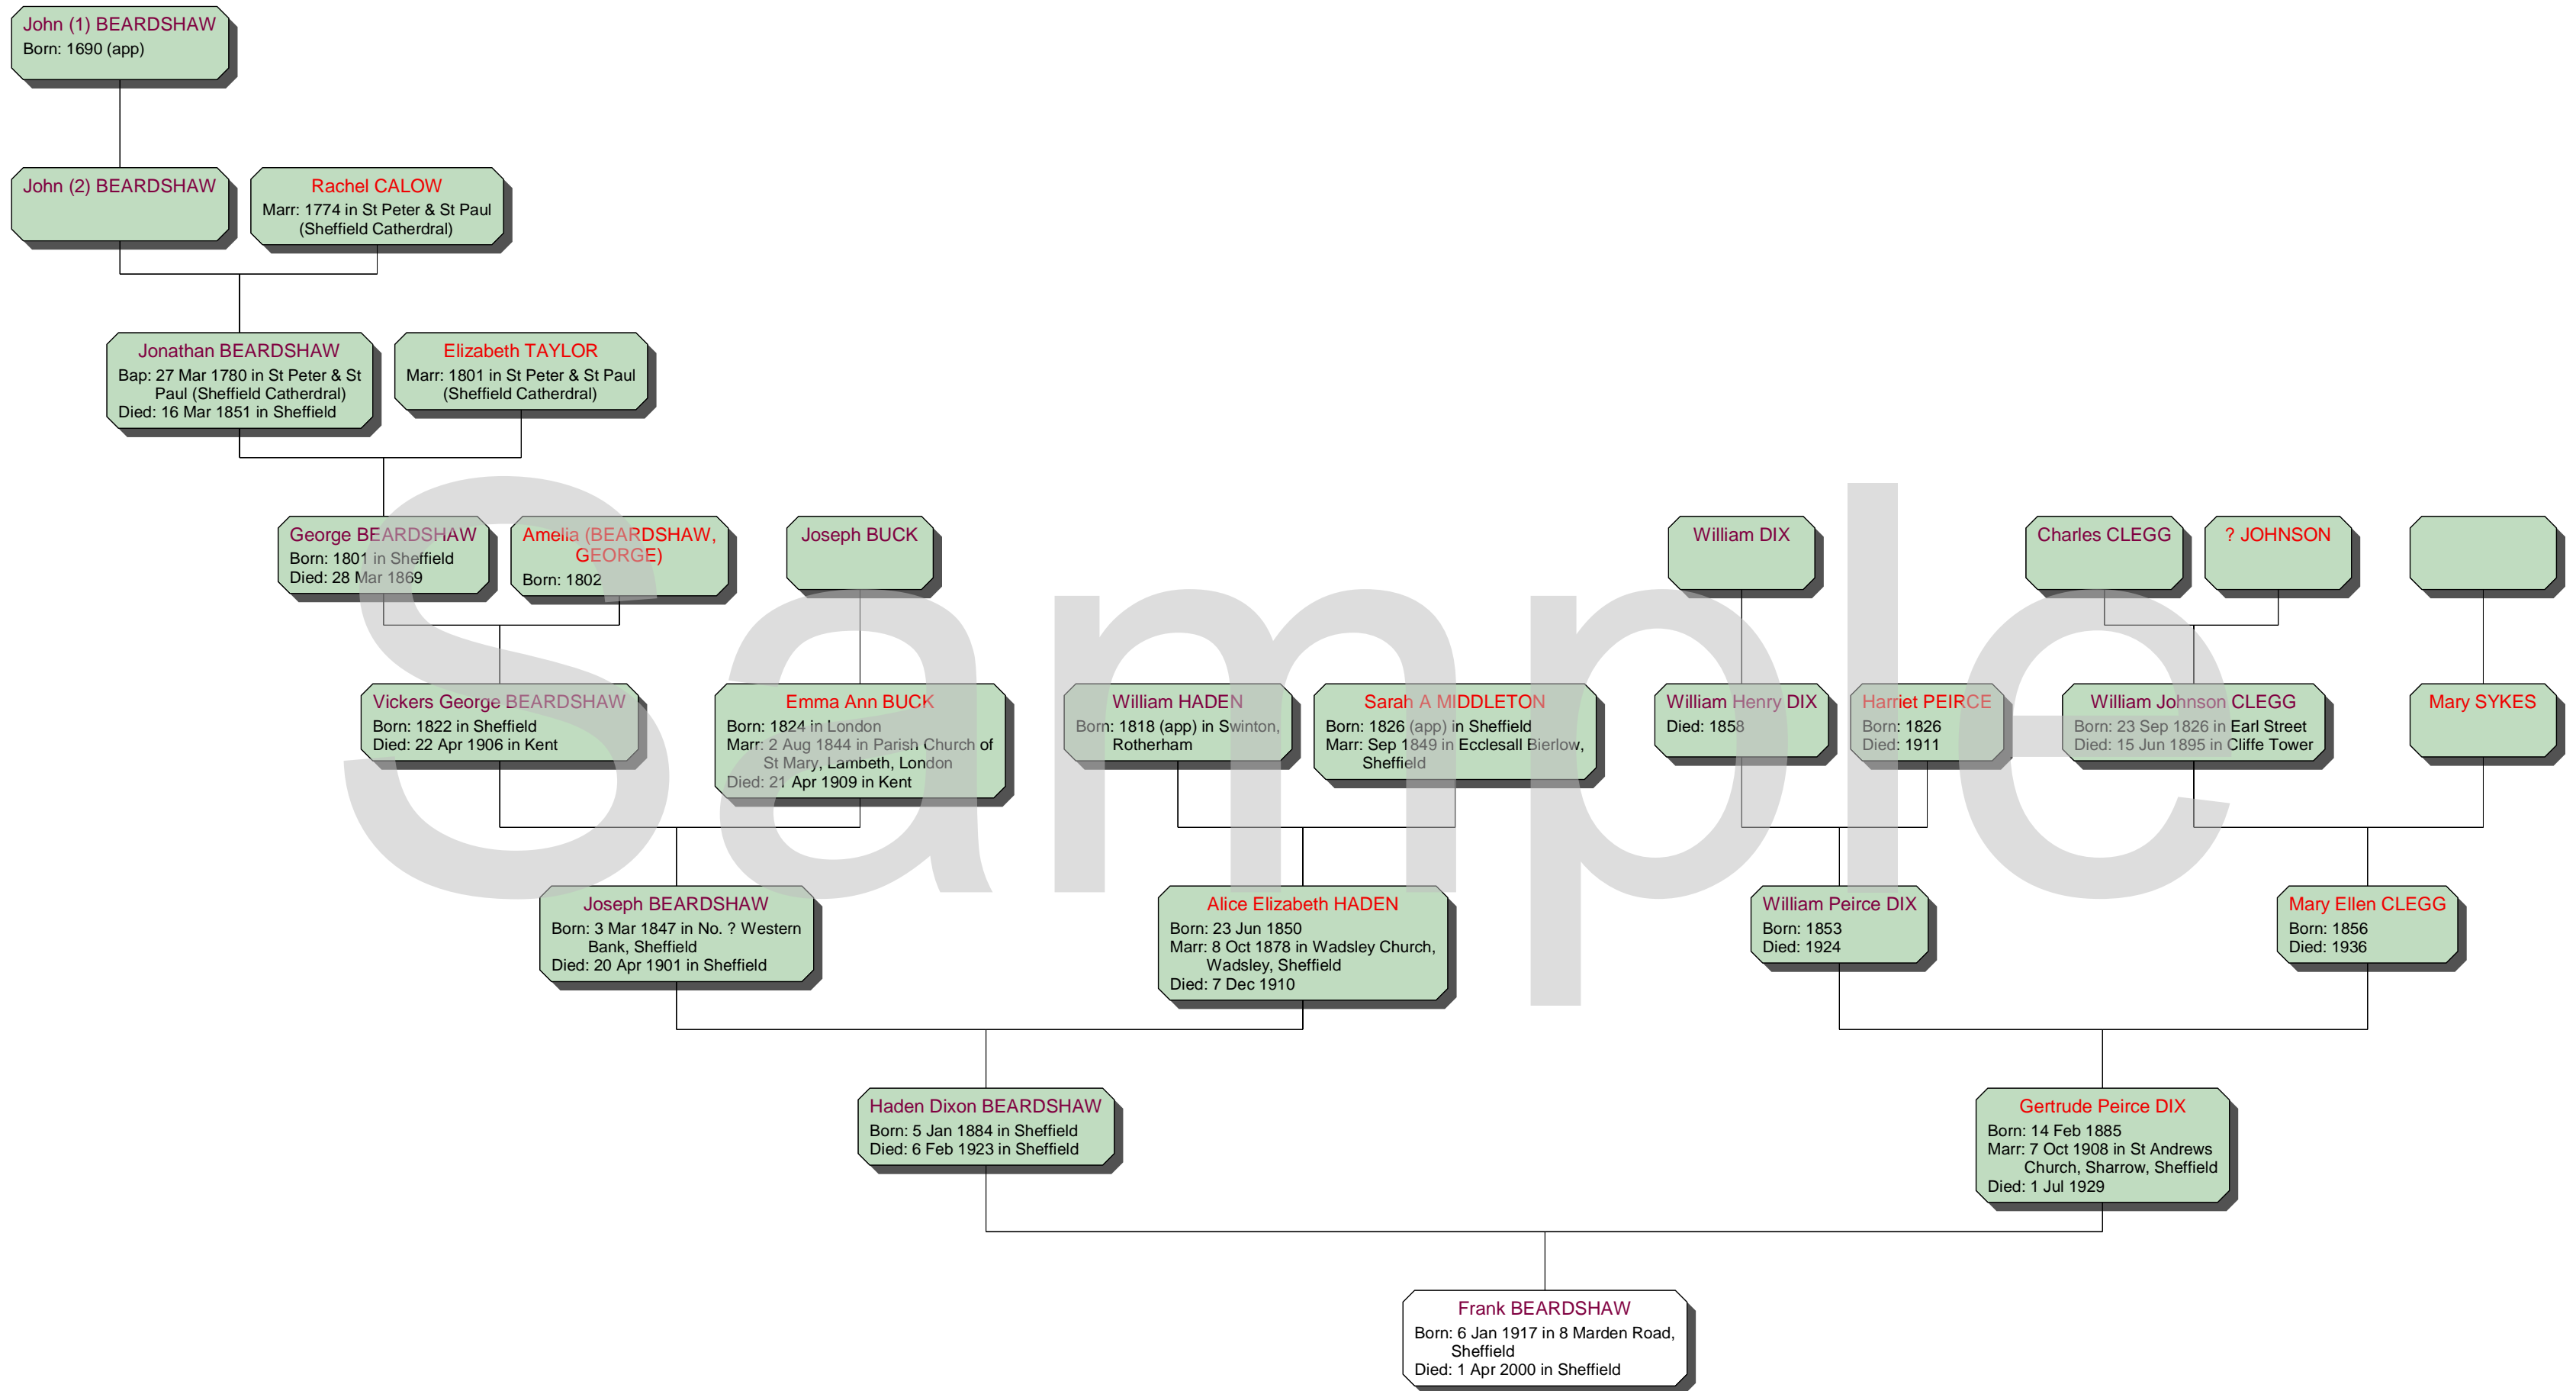 John (1) BEARDSHAW
Born: 1690 (app)
John (2) BEARDSHAW
Rachel CALOW
Marr: 1774 in St Peter & St Paul
(Sheffield Catherdral)
Jonathan BEARDSHAW
Bap: 27 Mar 1780 in St Peter & St
Paul (Sheffield Catherdral)
Died: 16 Mar 1851 in Sheffield
Elizabeth TAYLOR
Marr: 1801 in St Peter & St Paul
(Sheffield Catherdral)
George BEARDSHAW
Born: 1801 in Sheffield
Died: 28 Mar 1869
Amelia (BEARDSHAW,
GEORGE)
Born: 1802
Joseph BUCK
William DIX
Charles CLEGG
? JOHNSON
Vickers George BEARDSHAW
Born: 1822 in Sheffield
Died: 22 Apr 1906 in Kent
Emma Ann BUCK
Born: 1824 in London
Marr: 2 Aug 1844 in Parish Church of
St Mary, Lambeth, London
Died: 21 Apr 1909 in Kent
William HADEN
Born: 1818 (app) in Swinton,
Rotherham
Sarah A MIDDLETON
Born: 1826 (app) in Sheffield
Marr: Sep 1849 in Ecclesall Bierlow,
Sheffield
William Henry DIX
Died: 1858
Harriet PEIRCE
Born: 1826
Died: 1911
William Johnson CLEGG
Born: 23 Sep 1826 in Earl Street
Died: 15 Jun 1895 in Cliffe Tower
Mary SYKES
Sample
Joseph BEARDSHAW
Born: 3 Mar 1847 in No. ? Western
Bank, Sheffield
Died: 20 Apr 1901 in Sheffield
Alice Elizabeth HADEN
Born: 23 Jun 1850
Marr: 8 Oct 1878 in Wadsley Church,
Wadsley, Sheffield
Died: 7 Dec 1910
William Peirce DIX
Born: 1853
Died: 1924
Mary Ellen CLEGG
Born: 1856
Died: 1936
Haden Dixon BEARDSHAW
Born: 5 Jan 1884 in Sheffield
Died: 6 Feb 1923 in Sheffield
Gertrude Peirce DIX
Born: 14 Feb 1885
Marr: 7 Oct 1908 in St Andrews
Church, Sharrow, Sheffield
Died: 1 Jul 1929
Frank BEARDSHAW
Born: 6 Jan 1917 in 8 Marden Road,
Sheffield
Died: 1 Apr 2000 in Sheffield